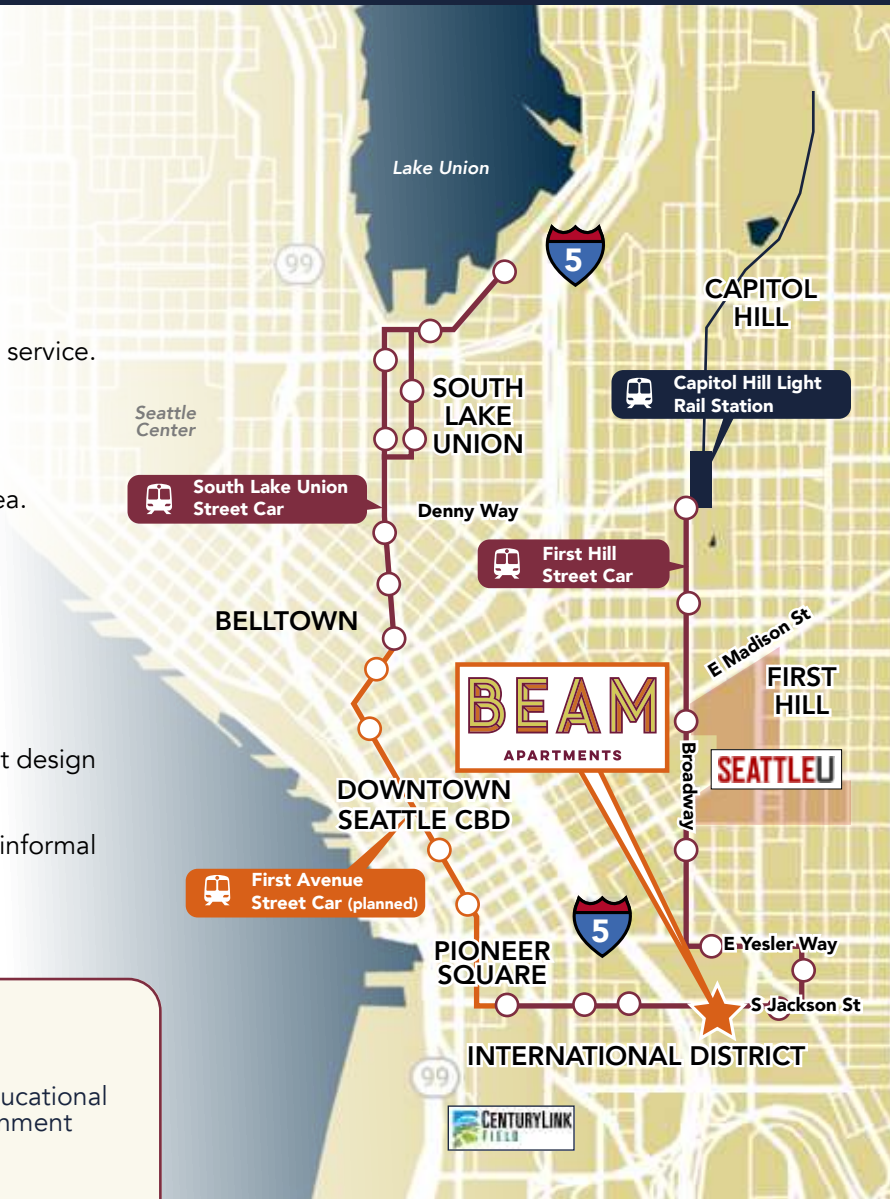 Lake Union
5
99
CAPITOL
HILL
service.
Capitol Hill Light
Rail Station
SOUTH
LAKE
UNION
Seattle
Center
South Lake Union
Street Car
ea.
Denny Way
First Hill
Street Car
BELLTOWN
E Madison St
FIRST
HILL
BEAM
APARTMENTS
Broadway
SEATTLEU
t design
DOWNTOWN
SEATTLE CBD
informal
First Avenue
Street Car (planned)
5
PIONEER
SQUARE
E Yesler Way
S Jackson St
INTERNATIONAL DISTRICT
99
ucational
nment
CENTURYLINK
FIELD